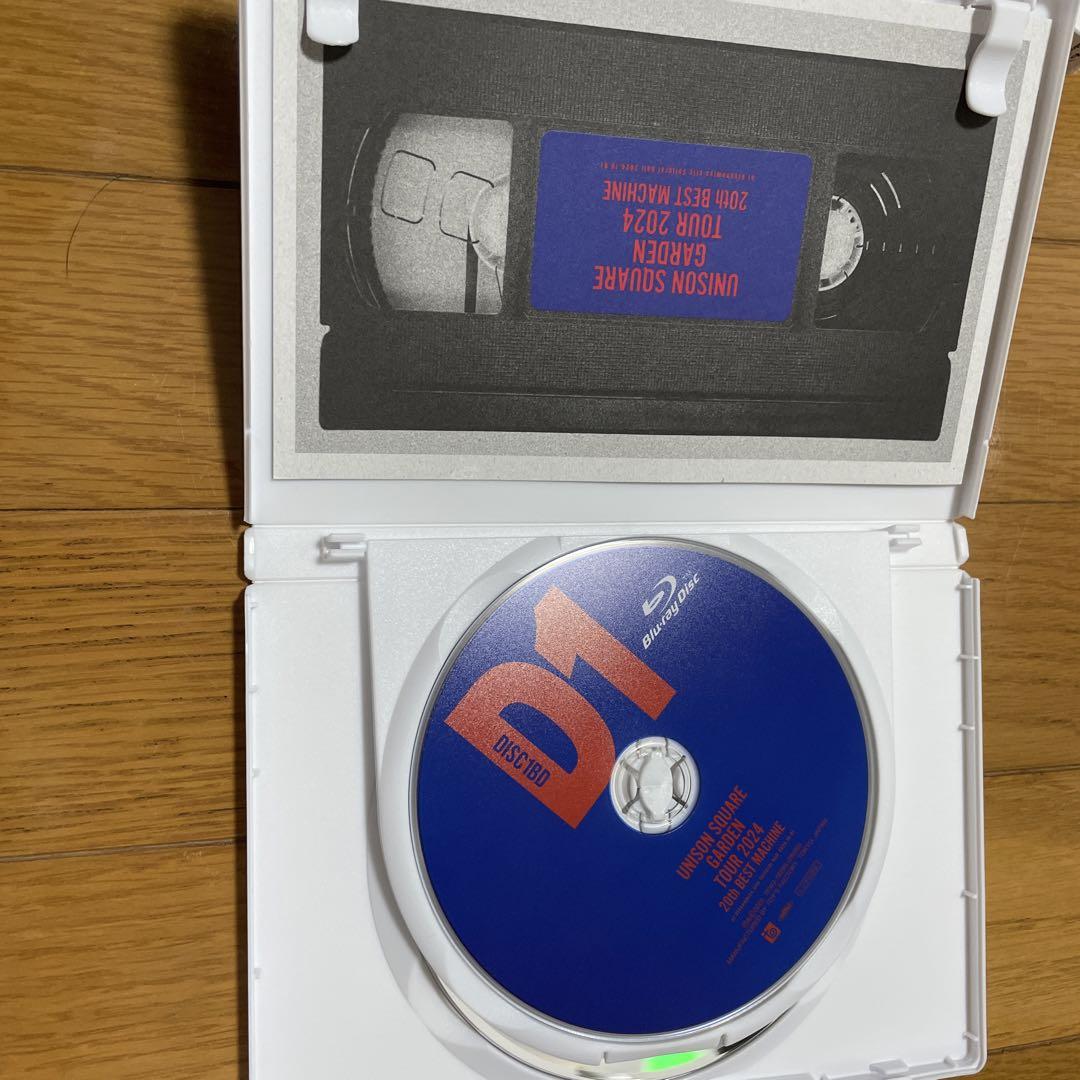 UNISON SQUARE
GARDEN
TOUR 2024
20th BEST MACHINE
D1
DISC1BD
Blu-ray Disc
UNISON SQUARE
GARDEN
TOUR 2024
20th BEST MACHINE